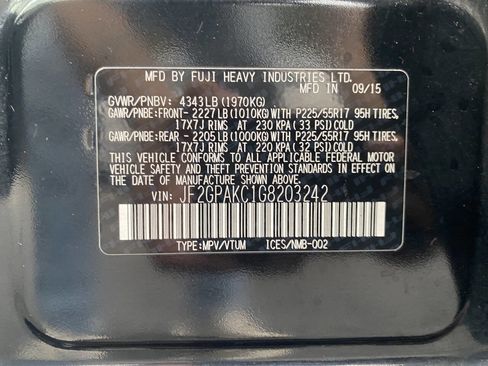 MFD BY FUJI HEAVY INDUSTRIES LTD.
MFD IN 09/15
GVWR/PNBV: 4343LB(1970KG)
GAWR/PNBE:FRONT- 2227LB(1010KG)WITH P225/55R17 95H TIRES,
17X7J RIMS AT 230 KPA(33 PSI)COLD
GAWR/PNBE:REAR - 2205LB(1000KG)WITH P225/55R17 95H TIRES,
17X7J RIMS AT 220 KPA(32 PSI)COLD
THIS VEHICLE CONFORMS TO ALL APPLICABLE FEDERAL MOTOR
VEHICLE SAFETY AND THEFT PREVENTION STANDARDS IN EFFECT
ON THE DATE OF MANUFACTURE SHOWN ABOVE.
VIN: JF2GPAKC1G8203242
TYPE:MPV/VTUM ICES/NMB-002